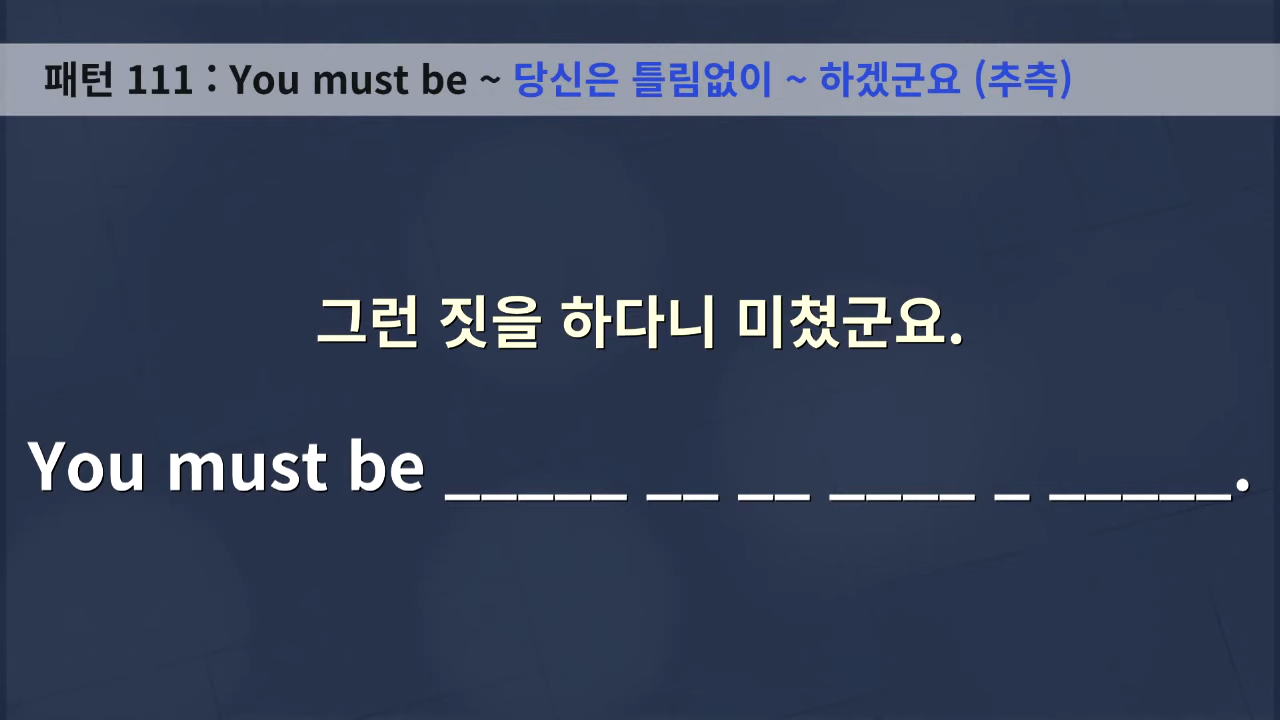 패턴 111 : You must be ~ 당신은 틀림없이 ~ 하겠군요 (추측)
그런 짓을 하다니 미쳤군요.
You must be _____ __ __ ____ _ _____.